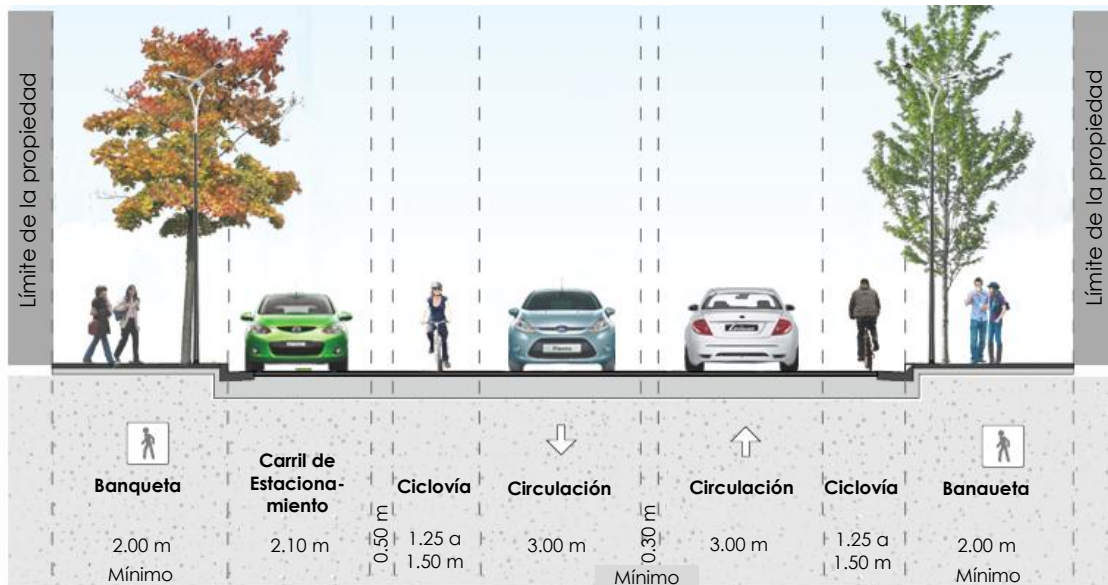 Límite de la propiedad
Límite de la propiedad
Banqueta
2.00 m
Mínimo
Carril de
Estaciona-
miento
2.10 m
0.50 m
Ciclovía
1.25 a
1.50 m
Circulación
3.00 m
0.30 m
Mínimo
Circulación
3.00 m
Ciclovía
1.25 a
1.50 m
Banaueta
2.00 m
Mínimo